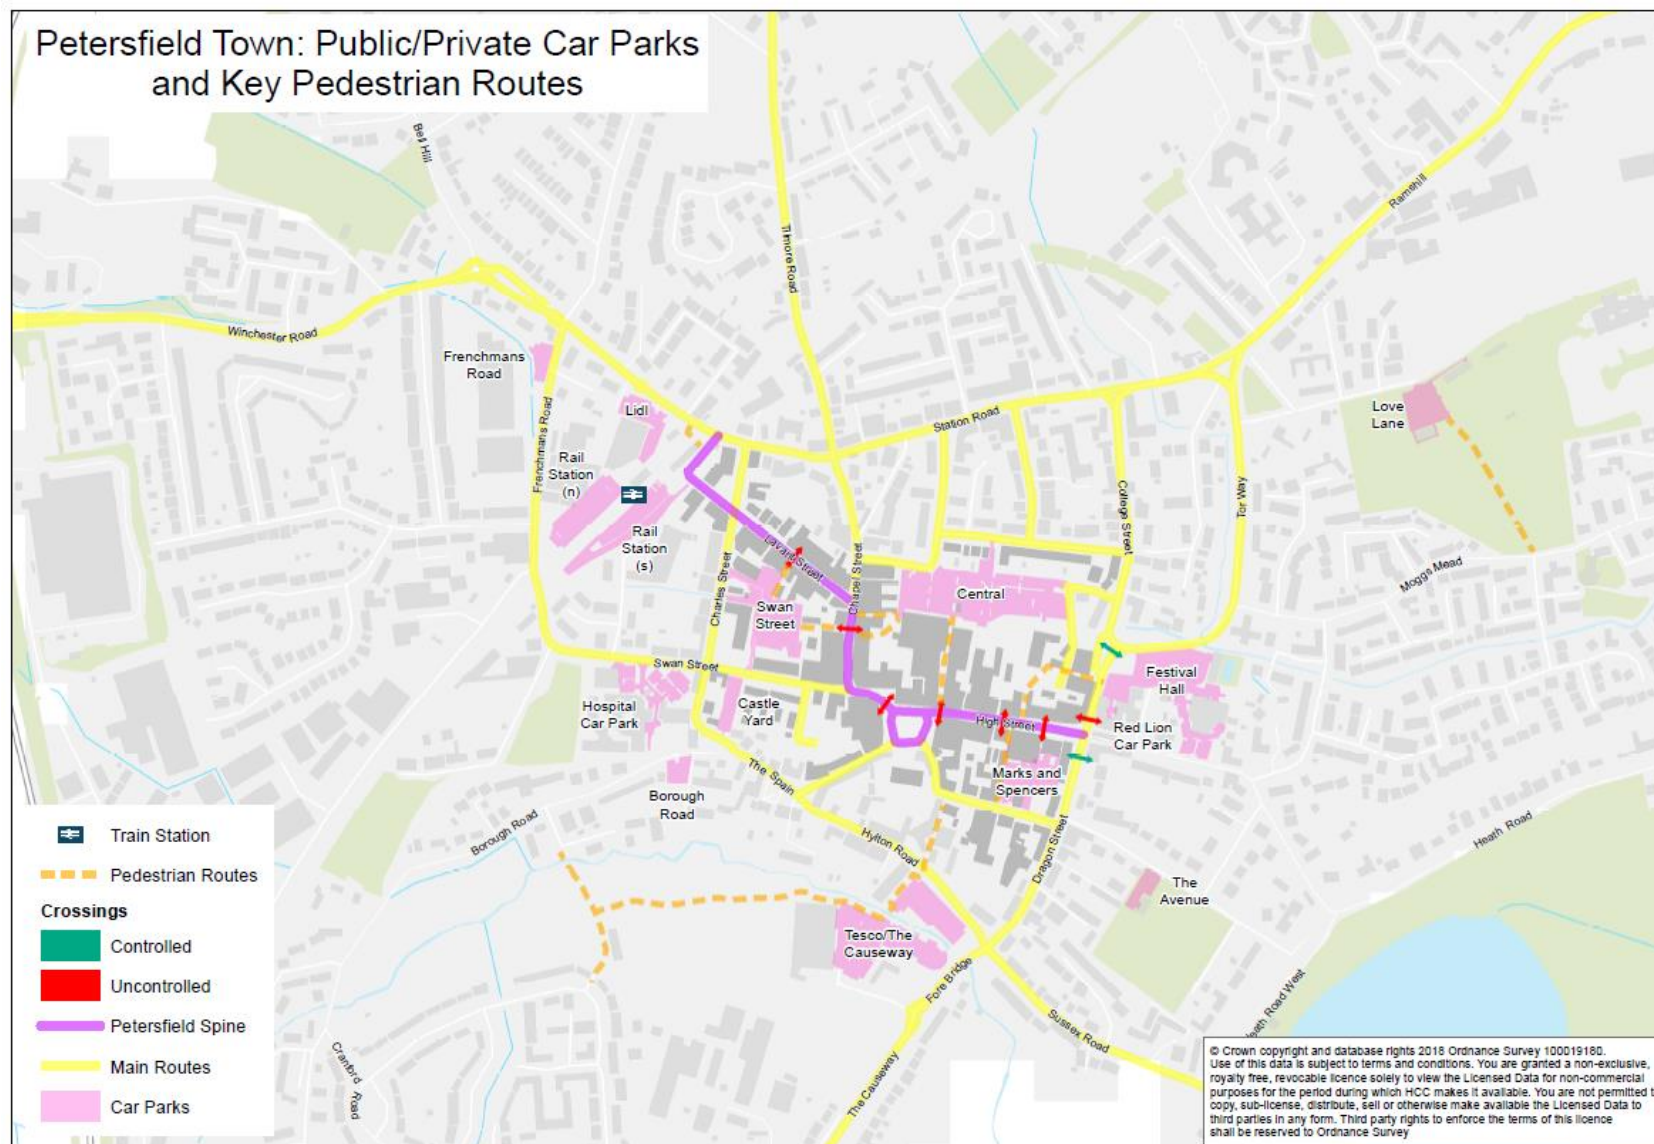 Petersfield Town: Public/Private Car Parks
and Key Pedestrian Routes
Bell Hill
Tilmore Road
Ramshill
Winchester Road
Frenchmans
Road
Lidl
Frenchmans Road
Rail
Station
(n)
Rail
Station
(s)
Station Road
College Street
Tor Way
Love
Lane
Moggs Mead
Lavant Street
Chapel Street
Charles Street
Central
Swan
Street
Swan Street
Hospital
Car Park
Castle
Yard
High Street
Festival
Hall
Red Lion
Car Park
Marks and
Spencers
The Spain
Borough
Road
Borough Road
Hylton Road
Dragon Street
Heath Road
The
Avenue
Tesco/The
Causeway
Fore Bridge
Sussex Road
Heath Road West
The Causeway
Cranford
Road
Train Station
Pedestrian Routes
Crossings
Controlled
Uncontrolled
Petersfield Spine
Main Routes
Car Parks
© Crown copyright and database rights 2018 Ordnance Survey 100019180.
Use of this data is subject to terms and conditions. You are granted a non-exclusive,
royalty free, revocable licence solely to view the Licensed Data for non-commercial
purposes for the period during which HCC makes it available. You are not permitted t
copy, sub-license, distribute, sell or otherwise make available the Licensed Data to
third parties in any form. Third party rights to enforce the terms of this licence
shall be reserved to Ordnance Survey